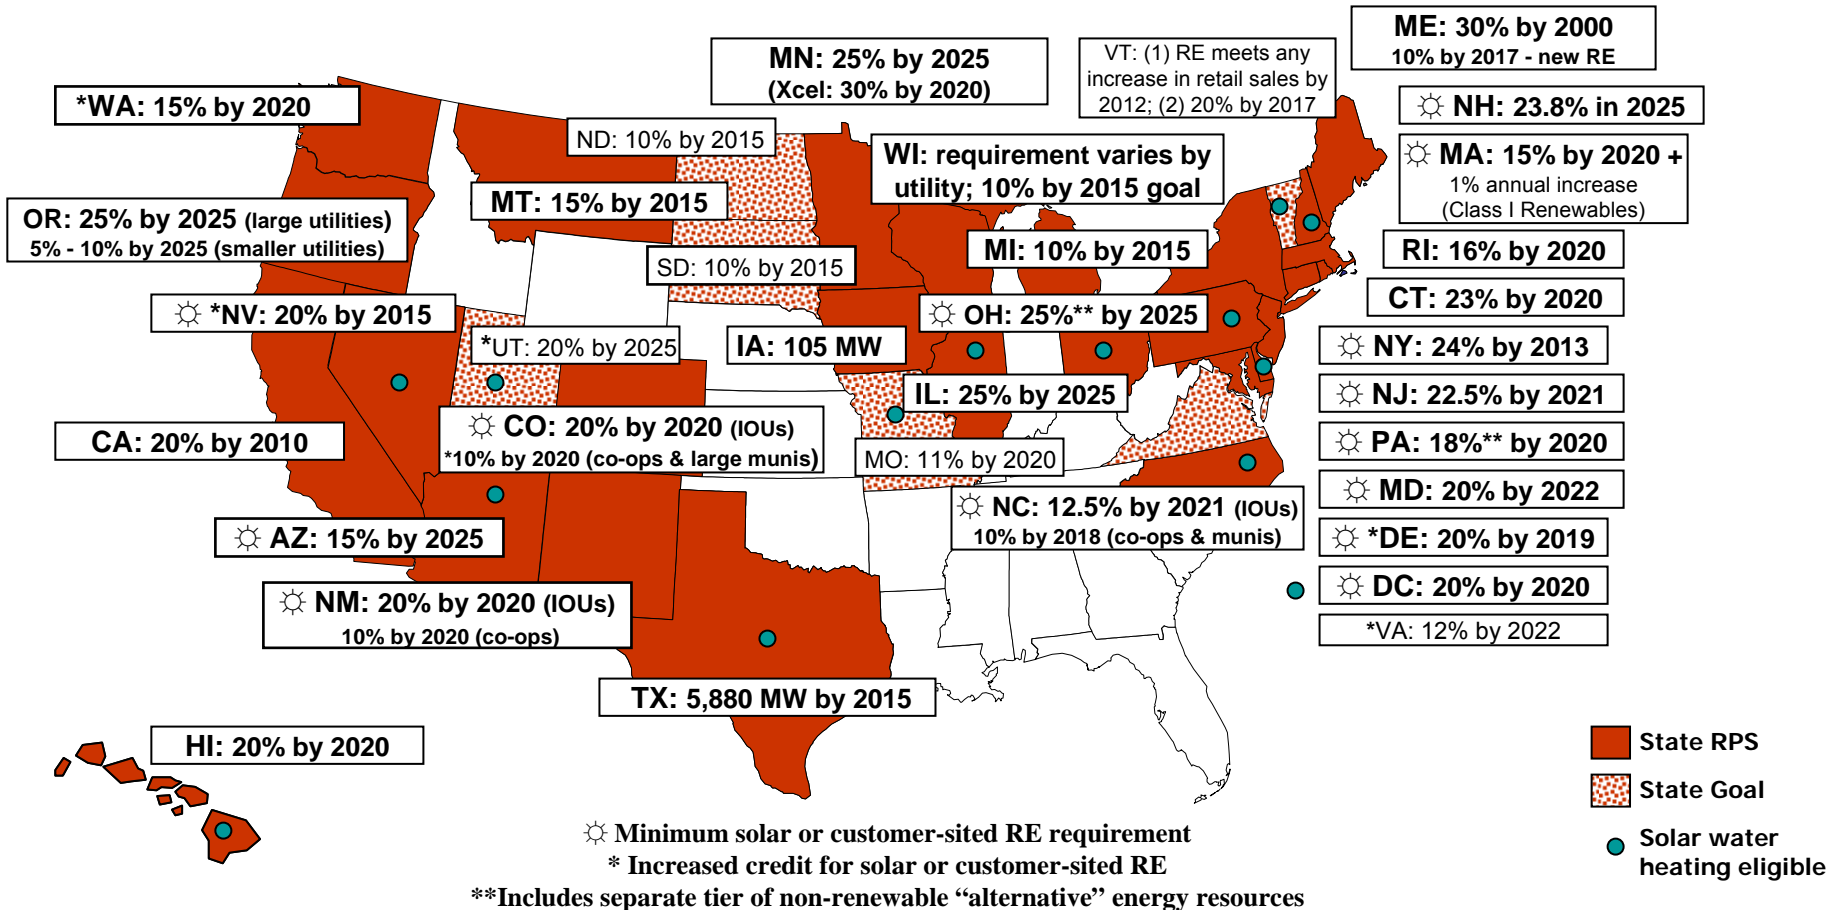 ME: 30% by 2000
10% by 2017 - new RE
MN: 25% by 2025
(Xcel: 30% by 2020)
VT: (1) RE meets any
increase in retail sales by
2012; (2) 20% by 2017
*WA: 15% by 2020
☼ NH: 23.8% in 2025
ND: 10% by 2015
WI: requirement varies by
utility; 10% by 2015 goal
☼ MA: 15% by 2020 +
1% annual increase
(Class I Renewables)
MT: 15% by 2015
OR: 25% by 2025 (large utilities)
5% - 10% by 2025 (smaller utilities)
MI: 10% by 2015
RI: 16% by 2020
SD: 10% by 2015
CT: 23% by 2020
☼ *NV: 20% by 2015
☼ OH: 25%** by 2025
*UT: 20% by 2025
IA: 105 MW
☼ NY: 24% by 2013
IL: 25% by 2025
☼ NJ: 22.5% by 2021
CA: 20% by 2010
☼ CO: 20% by 2020 (IOUs)
*10% by 2020 (co-ops & large munis)
MO: 11% by 2020
☼ PA: 18%** by 2020
☼ MD: 20% by 2022
☼ NC: 12.5% by 2021 (IOUs)
10% by 2018 (co-ops & munis)
☼ AZ: 15% by 2025
☼ *DE: 20% by 2019
☼ DC: 20% by 2020
☼ NM: 20% by 2020 (IOUs)
10% by 2020 (co-ops)
*VA: 12% by 2022
TX: 5,880 MW by 2015
HI: 20% by 2020
State RPS
State Goal
Solar water
heating eligible
☼ Minimum solar or customer-sited RE requirement
* Increased credit for solar or customer-sited RE
**Includes separate tier of non-renewable “alternative” energy resources